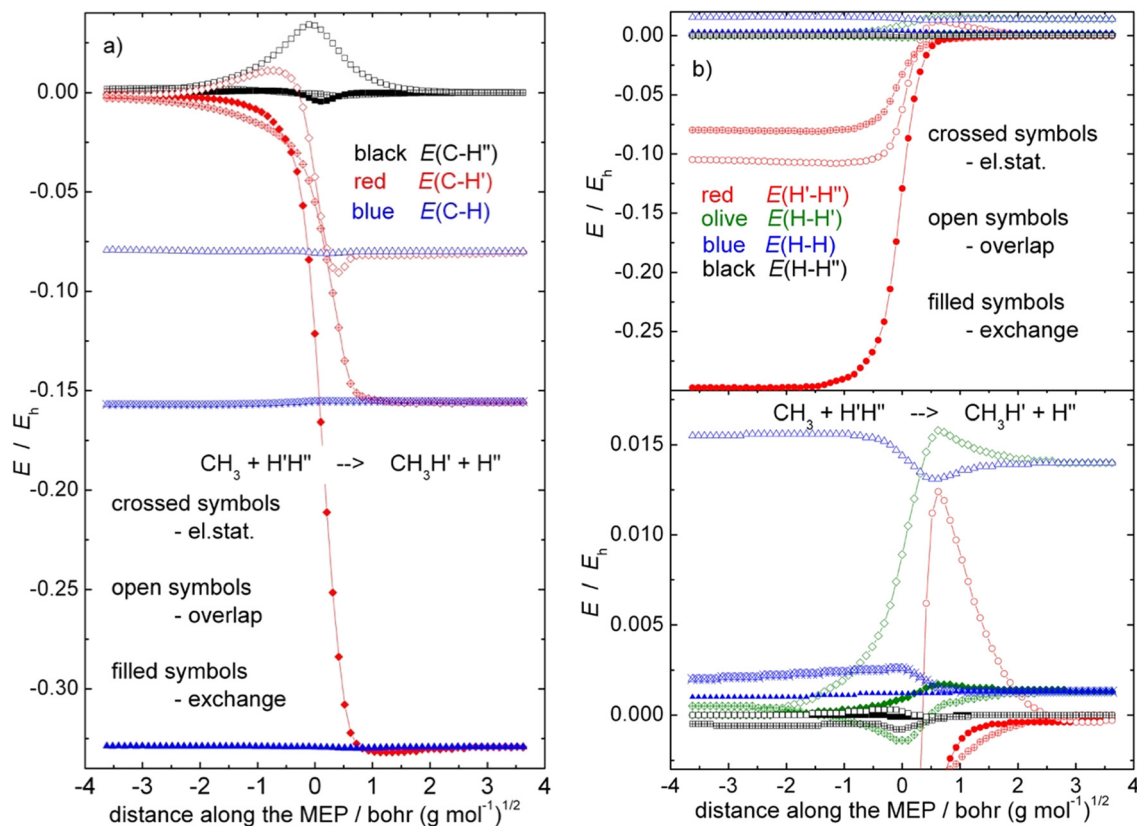 a)
0.00
-0.05
-0.10
-0.15
-0.20
-0.25
-0.30
E / Eₕ
black E(C-H")
red E(C-H')
blue E(C-H)
CH₃ + H'H" --> CH₃H' + H"
crossed symbols
- el.stat.
open symbols
- overlap
filled symbols
- exchange
-4 -3 -2 -1 0 1 2 3 4
distance along the MEP / bohr (g mol⁻¹)¹/²
b)
0.00
-0.05
-0.10
-0.15
-0.20
-0.25
E / Eₕ
crossed symbols
- el.stat.
red E(H'-H")
olive E(H-H')
blue E(H-H)
black E(H-H")
open symbols
- overlap
filled symbols
- exchange
CH₃ + H'H" --> CH₃H' + H"
0.015
0.010
0.005
0.000
E / Eₕ
-4 -3 -2 -1 0 1 2 3 4
distance along the MEP / bohr (g mol⁻¹)¹/²